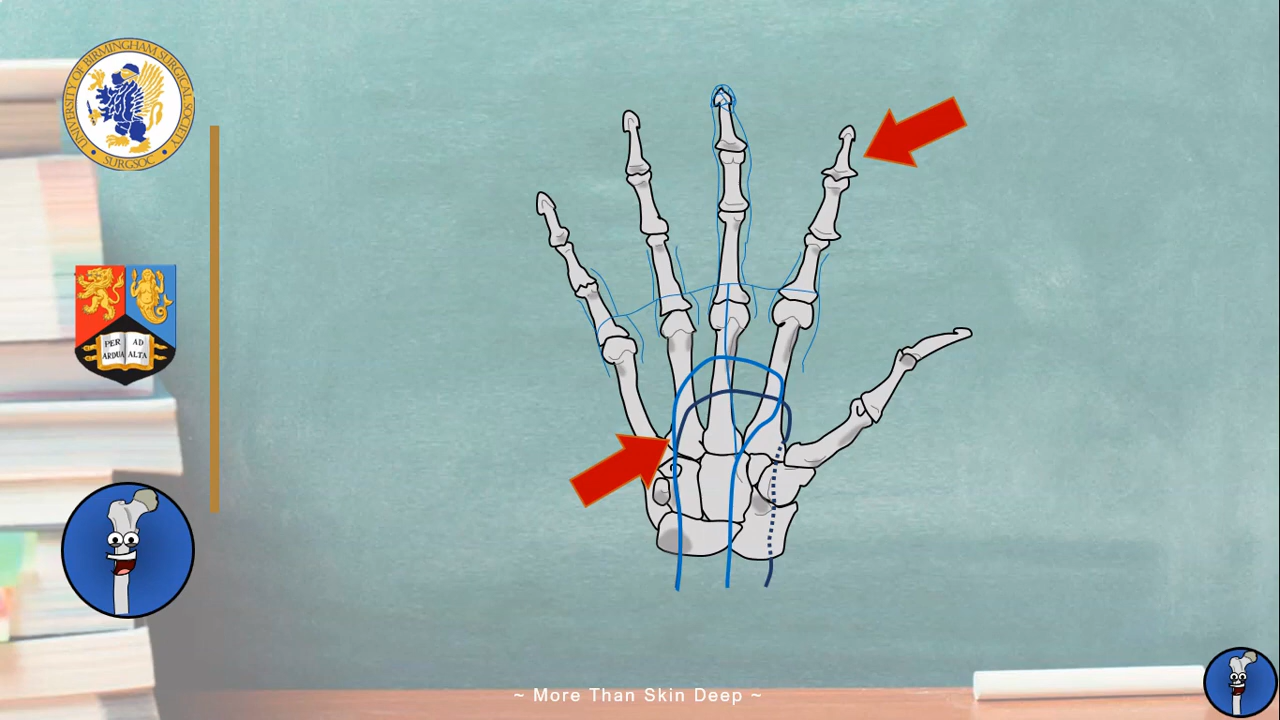 UNIVERSITY OF BIRMINGHAM SURGICAL SOCIETY
• SURGSOC •
PER AD
ARDUA ALTA
~ More Than Skin Deep ~